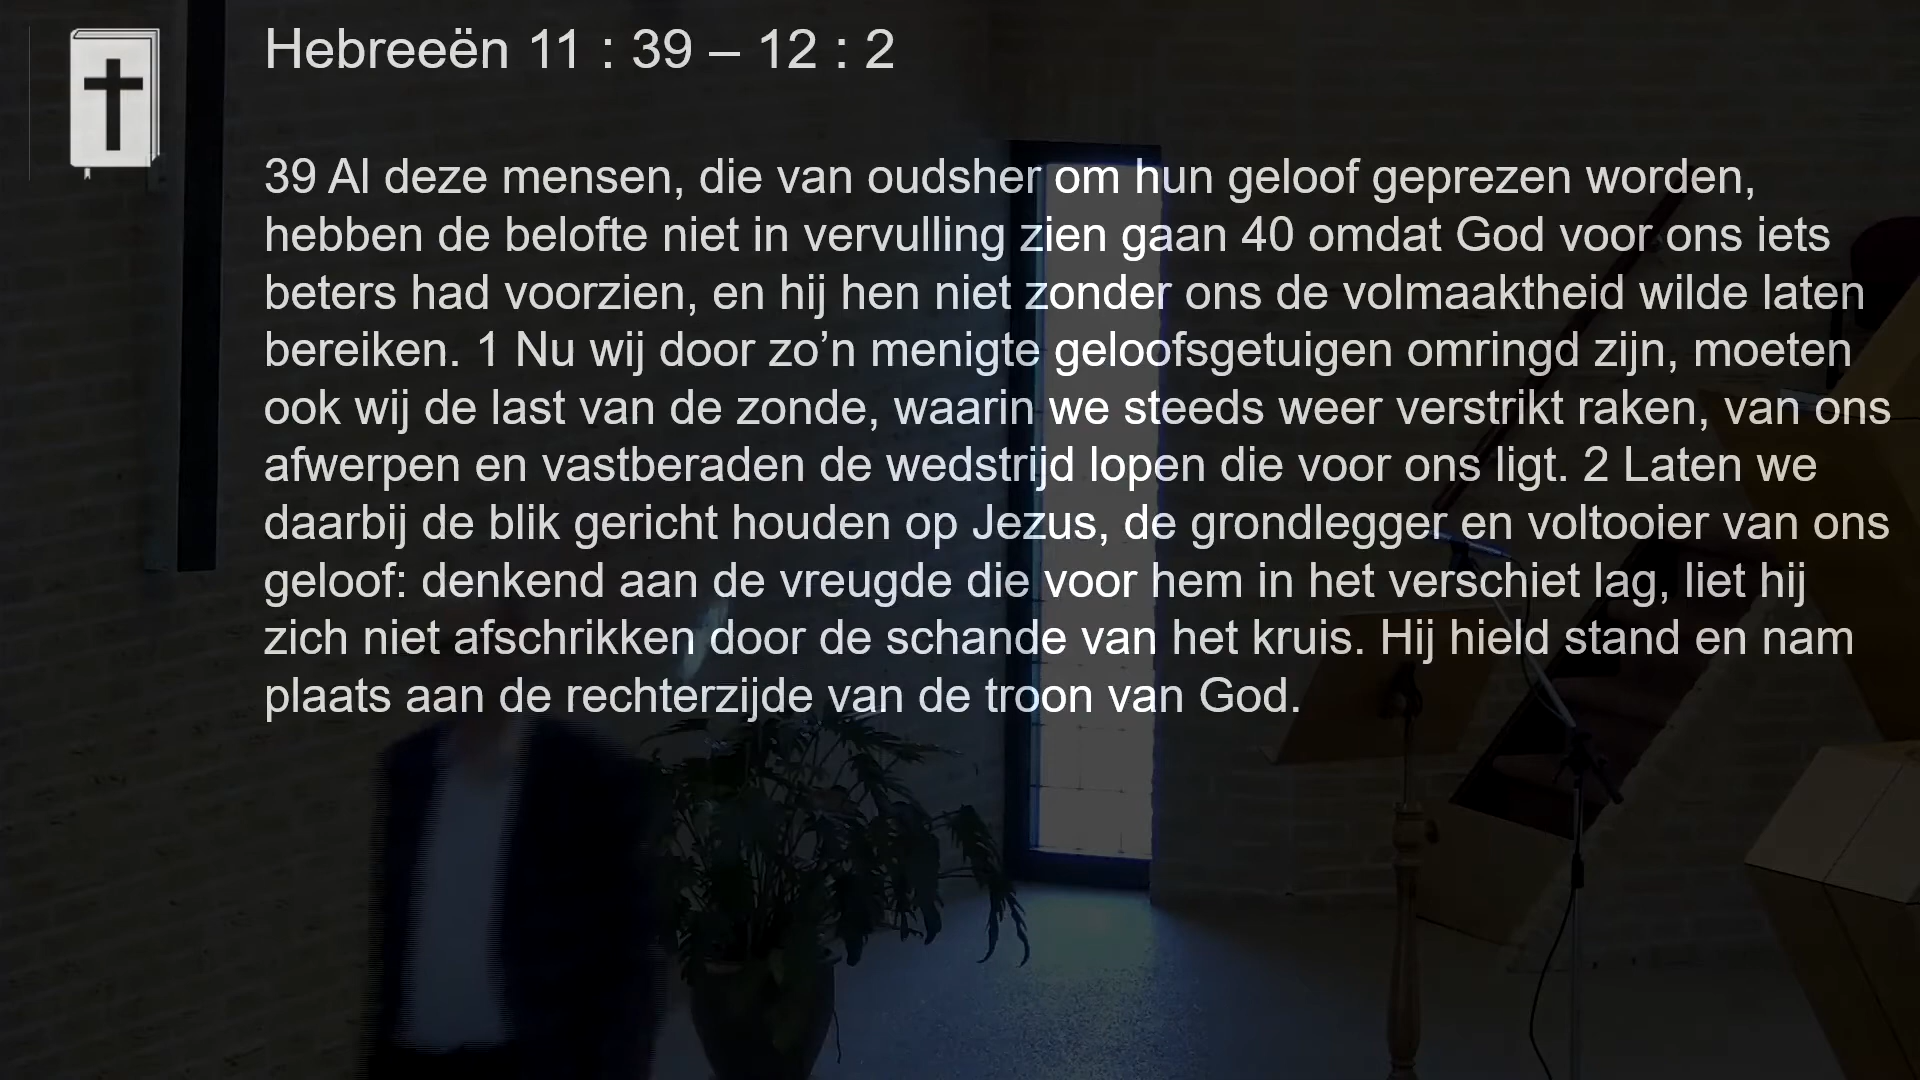 Hebreeën 11 : 39 – 12 : 2
39 Al deze mensen, die van oudsher om hun geloof geprezen worden,
hebben de belofte niet in vervulling zien gaan 40 omdat God voor ons iets
beters had voorzien, en hij hen niet zonder ons de volmaaktheid wilde laten
bereiken. 1 Nu wij door zo’n menigte geloofsgetuigen omringd zijn, moeten
ook wij de last van de zonde, waarin we steeds weer verstrikt raken, van ons
afwerpen en vastberaden de wedstrijd lopen die voor ons ligt. 2 Laten we
daarbij de blik gericht houden op Jezus, de grondlegger en voltooier van ons
geloof: denkend aan de vreugde die voor hem in het verschiet lag, liet hij
zich niet afschrikken door de schande van het kruis. Hij hield stand en nam
plaats aan de rechterzijde van de troon van God.